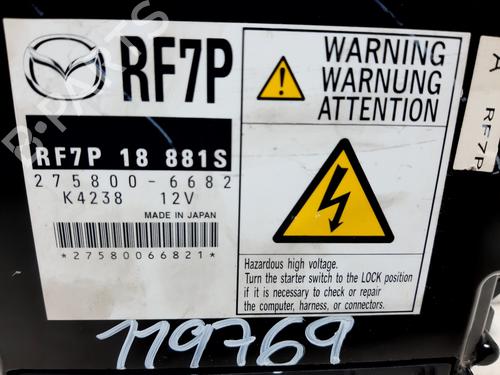 RF7P
RF7P 18 881S
275800-6682
K4238 12V
MADE IN JAPAN
*27580066821*
WARNING
WARNUNG
ATTENTION
Hazardous high voltage.
Turn the starter switch to the LOCK position
if it is necessary to check or repair
the computer, harness, or connectors.
A RF7P
119769
B-PARTS